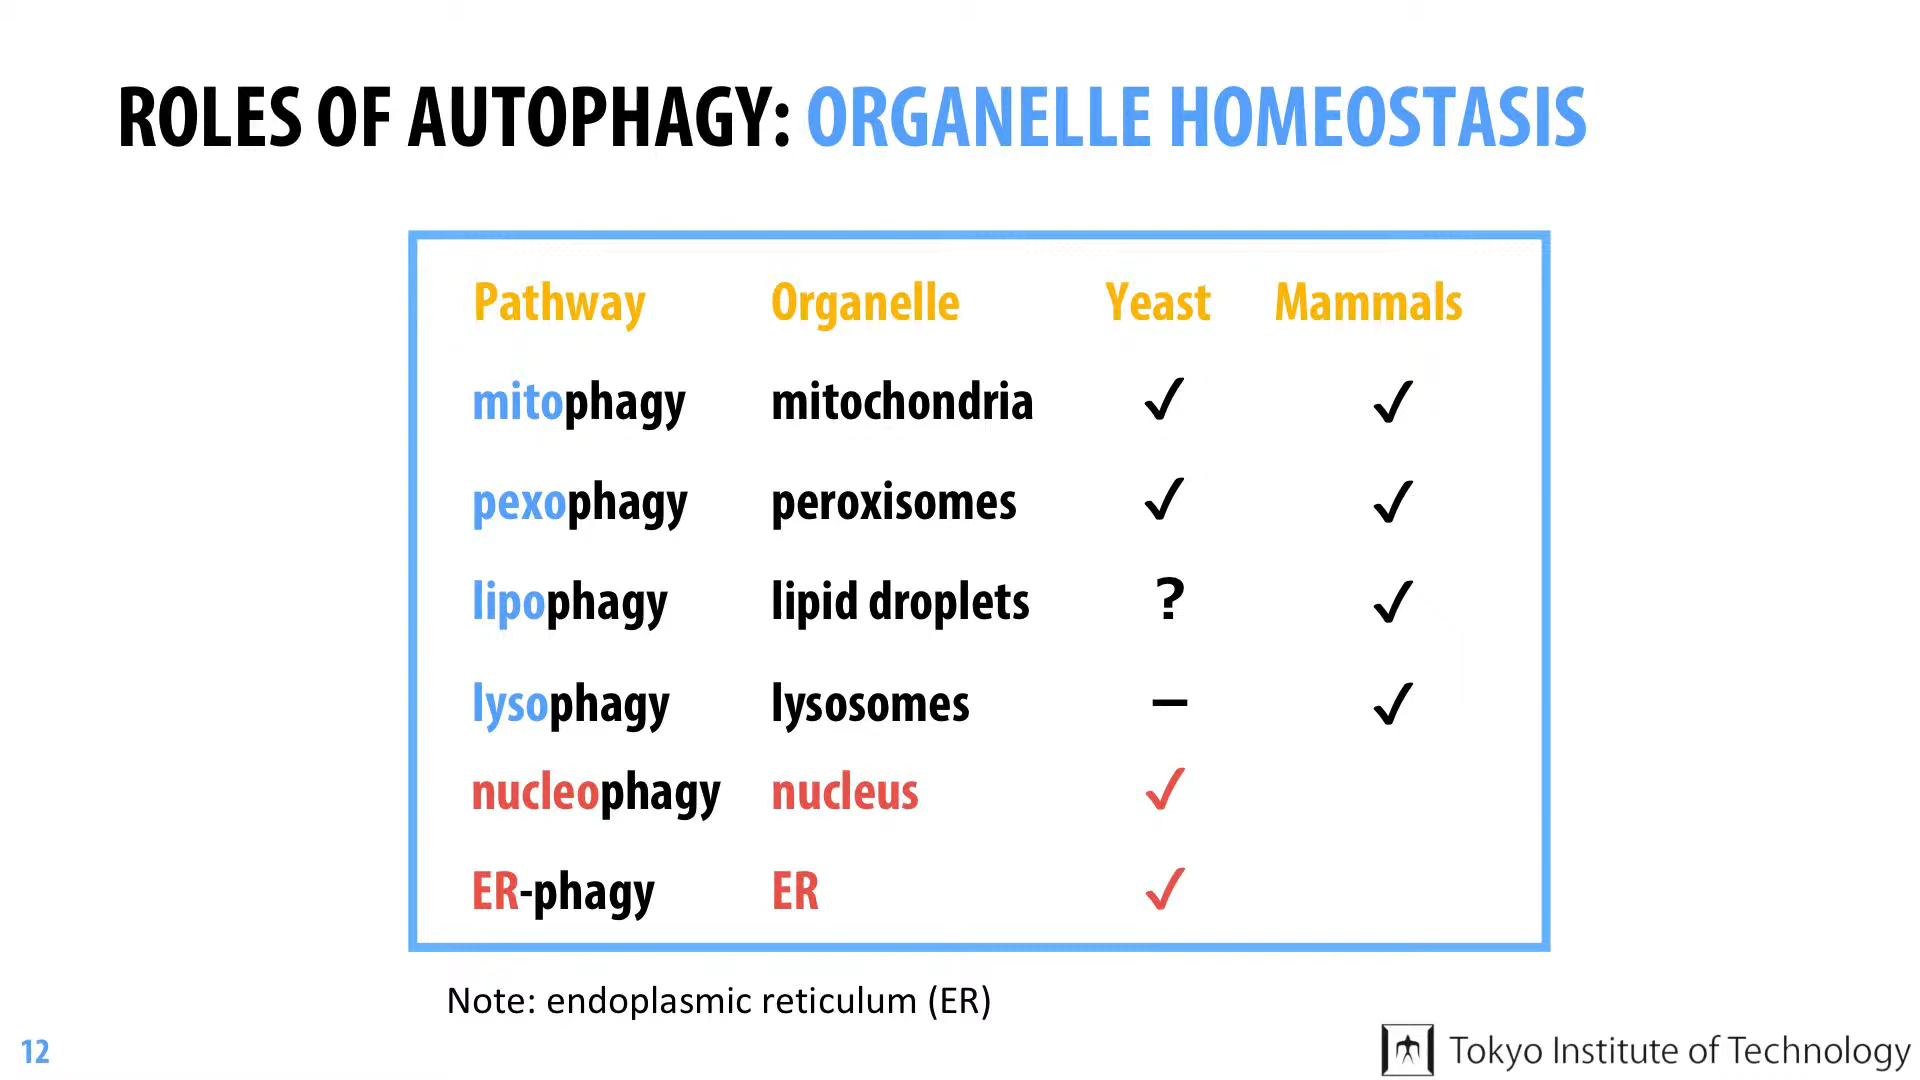 ROLES OF AUTOPHAGY: ORGANELLE HOMEOSTASIS
Pathway Organelle Yeast Mammals
mitophagy mitochondria ✓ ✓
pexophagy peroxisomes ✓ ✓
lipophagy lipid droplets ? ✓
lysophagy lysosomes – ✓
nucleophagy nucleus ✓
ER-phagy ER ✓
Note: endoplasmic reticulum (ER)
12
Tokyo Institute of Technology